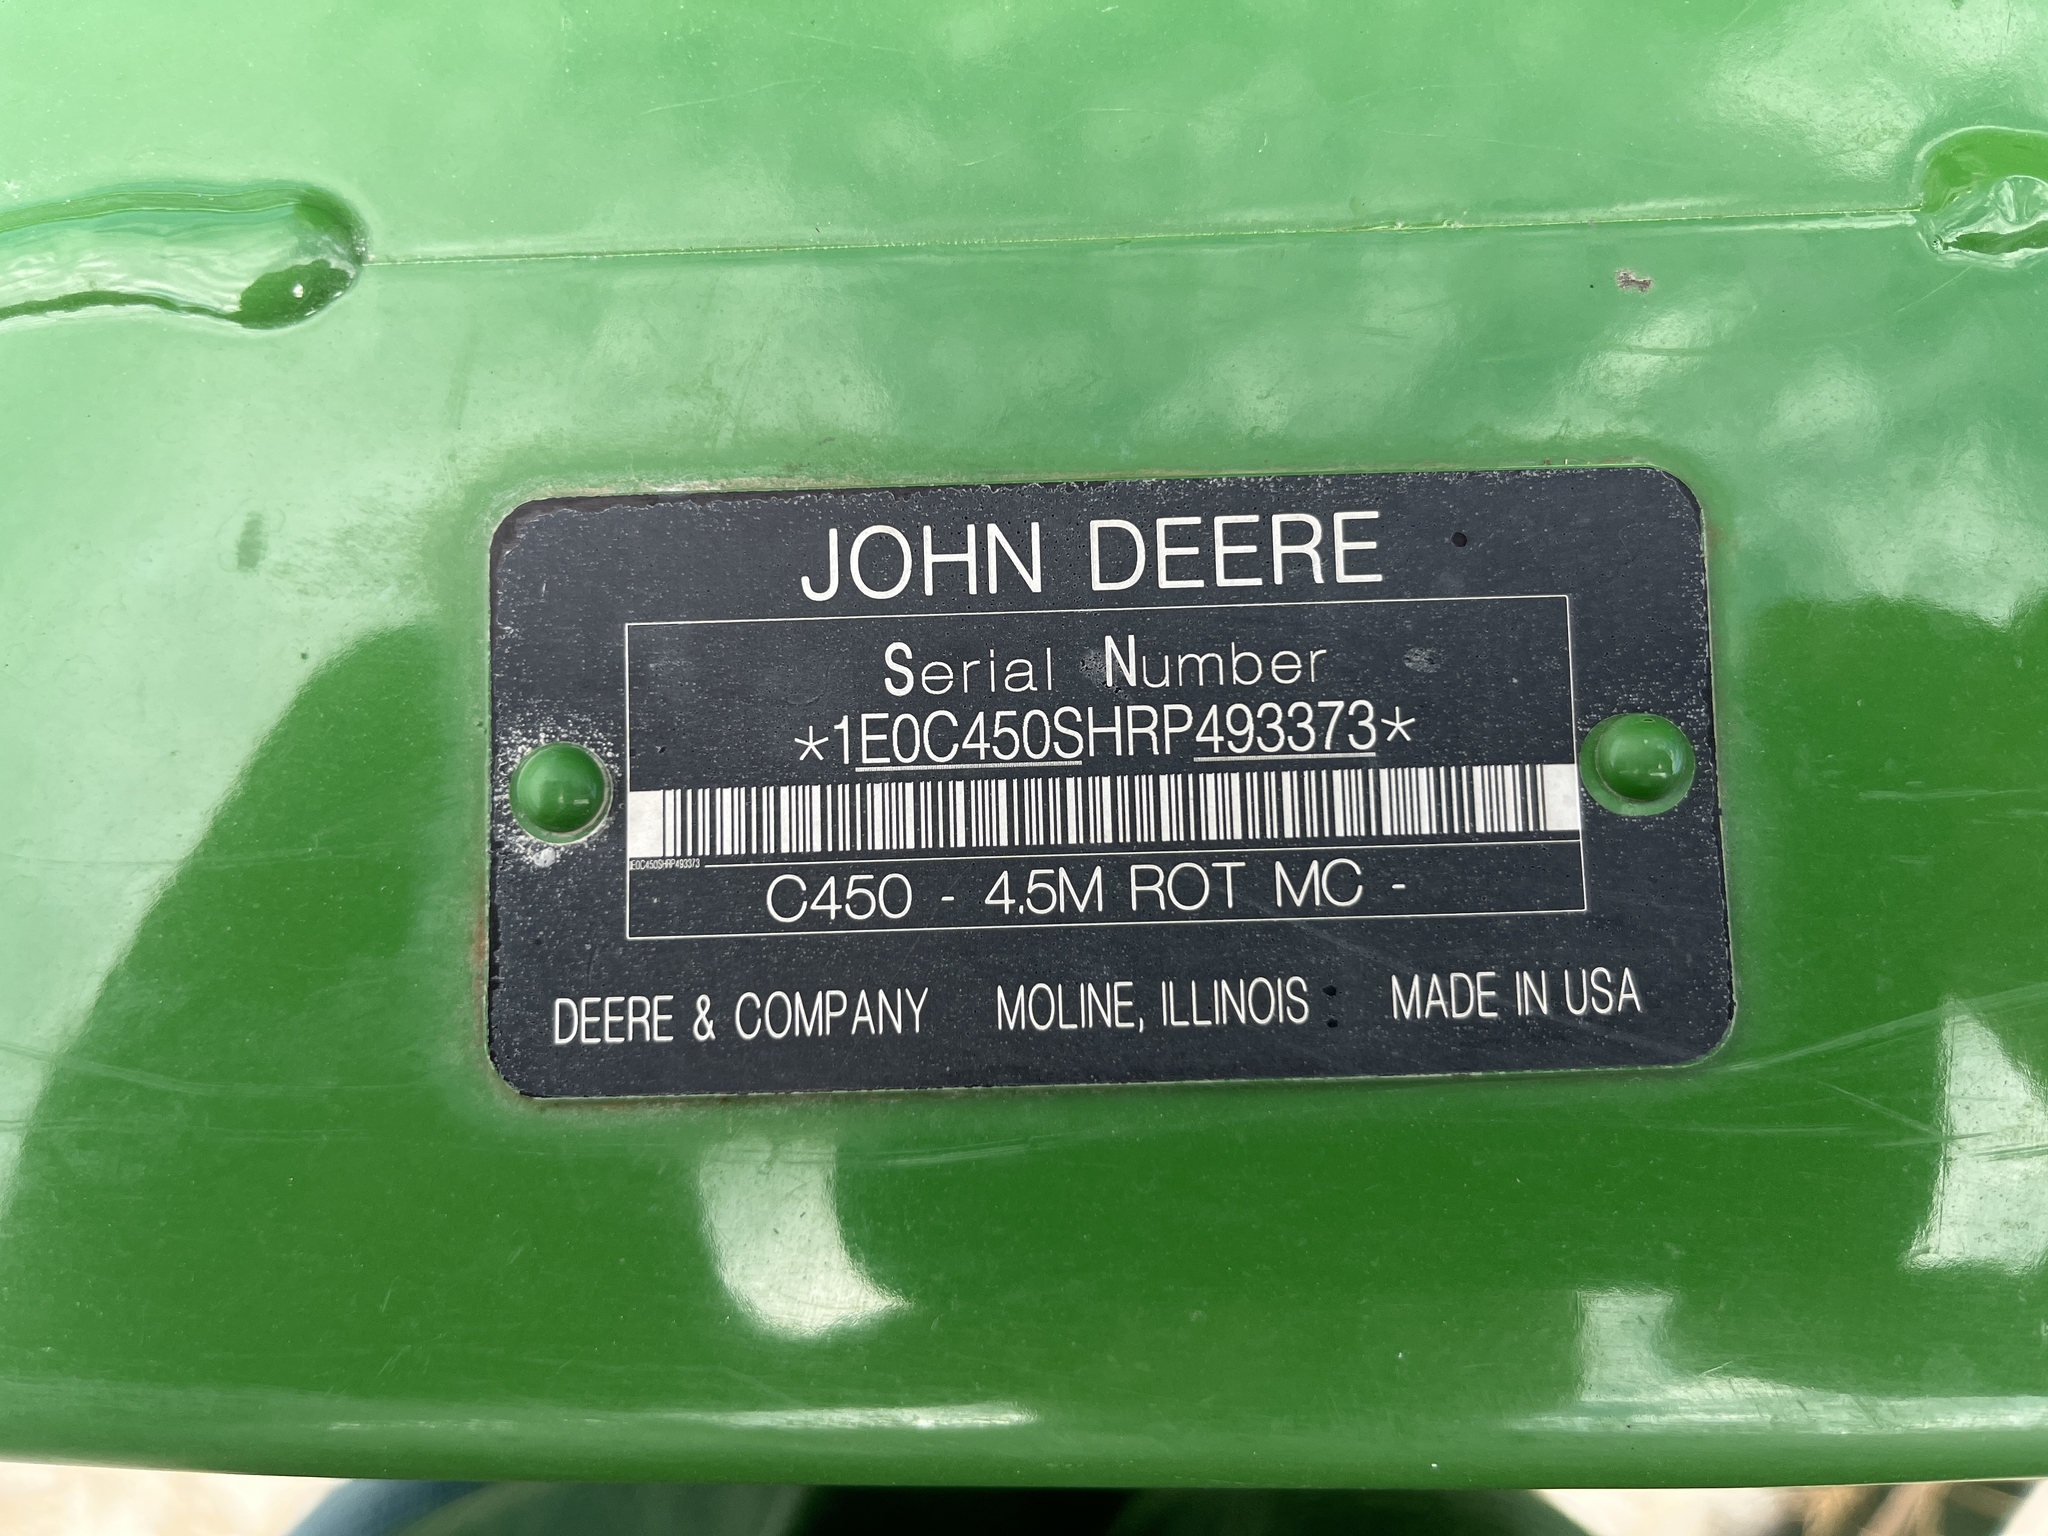 JOHN DEERE
Serial Number
*1E0C450SHRP493373*
1E0C450SHRP493373
C450 - 4.5M ROT MC -
DEERE & COMPANY MOLINE, ILLINOIS MADE IN USA